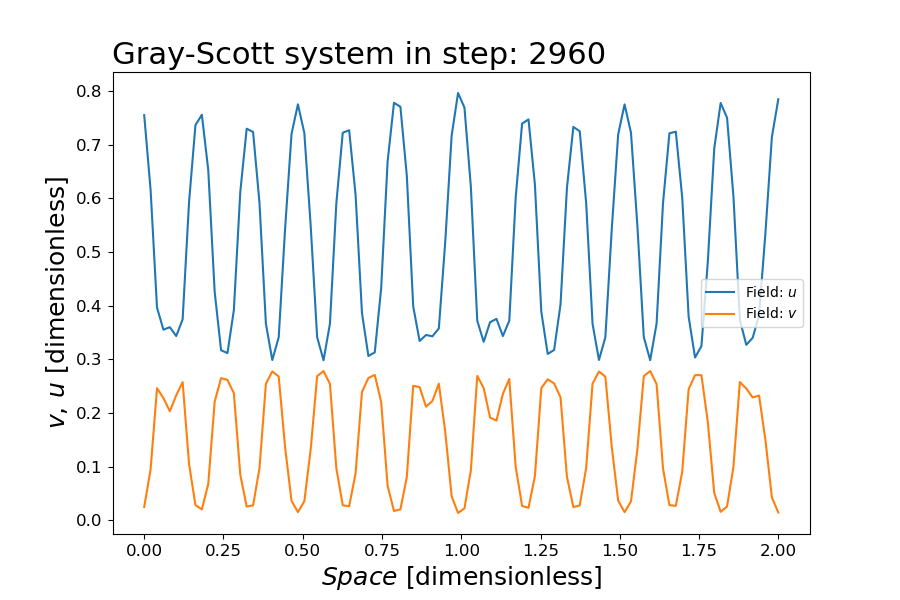 Gray-Scott system in step: 2960
0.8
0.7
0.6
0.5
0.4
0.3
0.2
0.1
0.0
v, u [dimensionless]
Field: u
Field: v
0.00 0.25 0.50 0.75 1.00 1.25 1.50 1.75 2.00
Space [dimensionless]